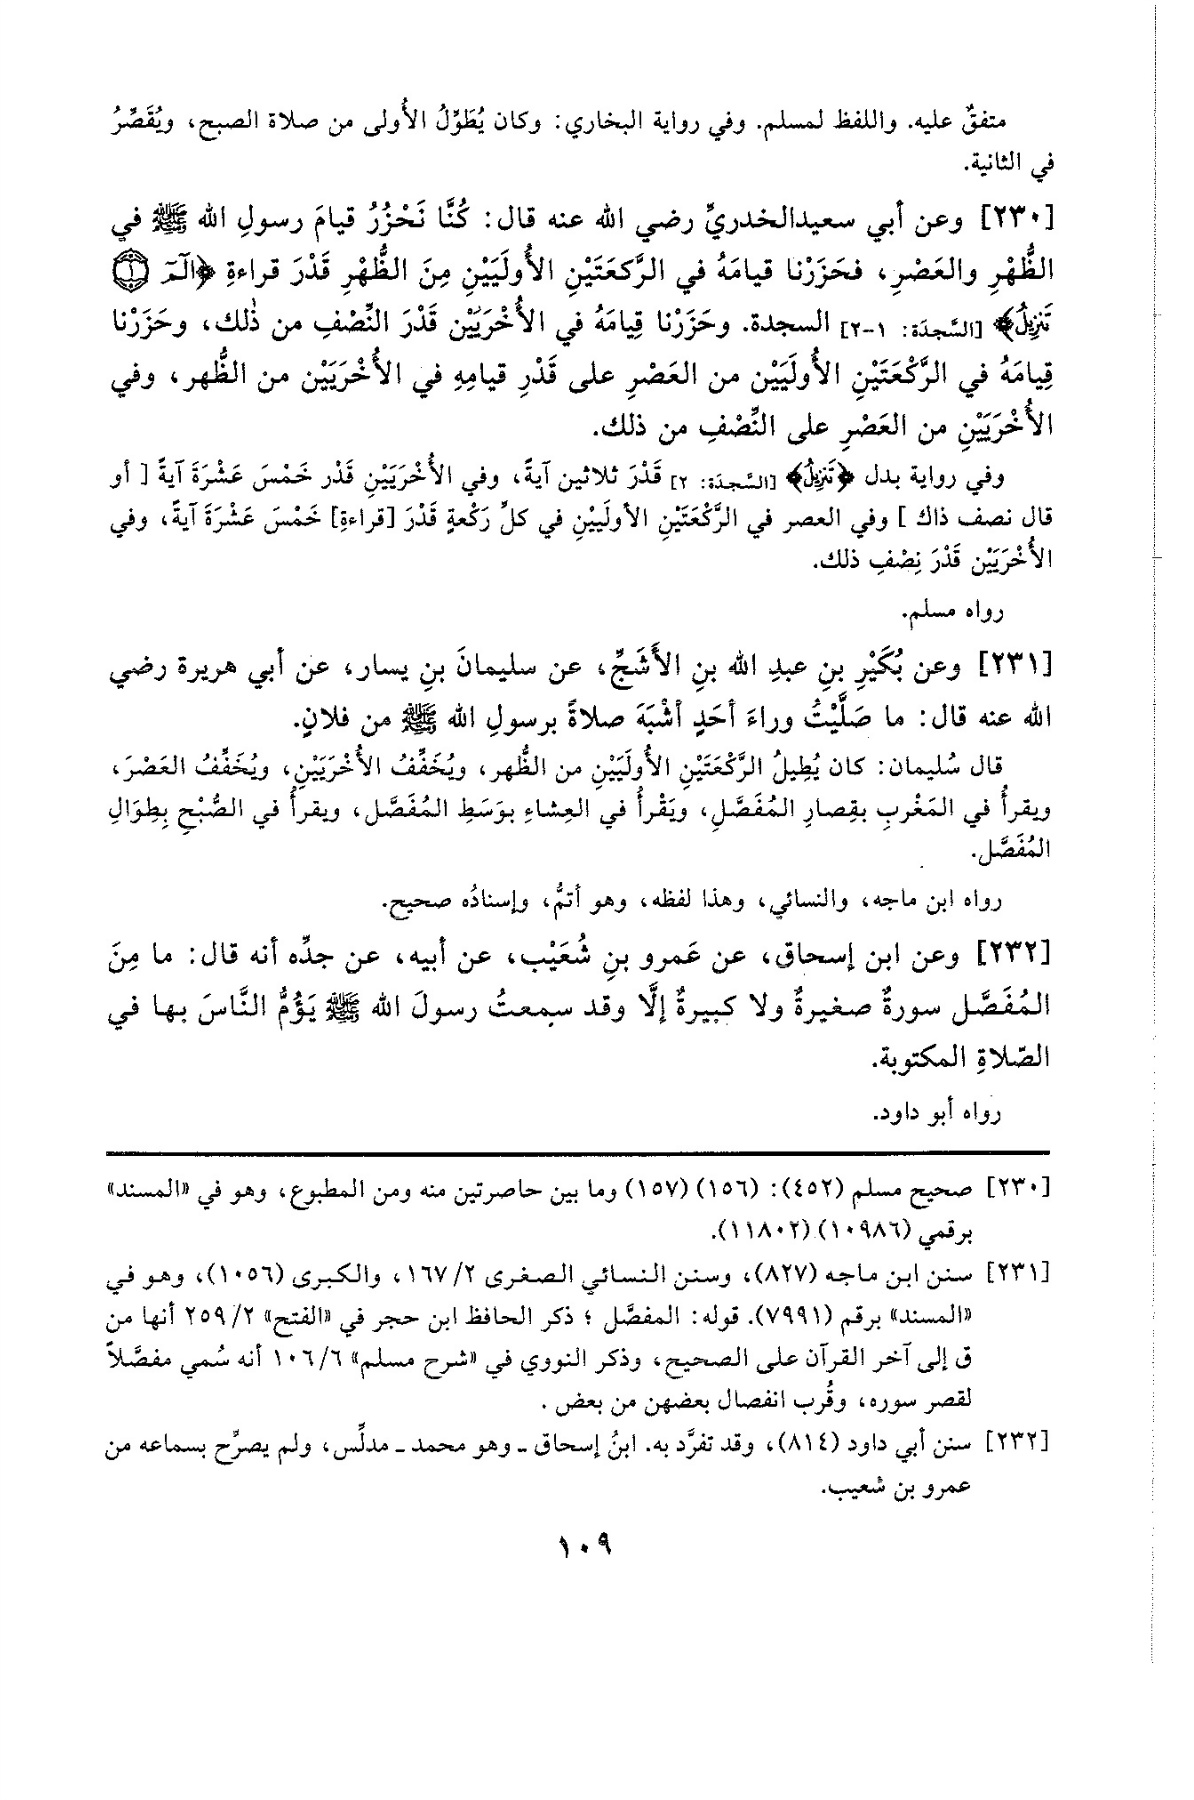 متفقٌ عليه. واللفظ لمسلم. وفي رواية البخاري: وكان يُطَوِّلُ الأُولى من صلاة الصبح، ويُقَصِّرُ
في الثانية.
[٢٣٠] وعن أبي سعيدالخدريِّ رضي الله عنه قال: كُنَّا نَحْزُرُ قيامَ رسولِ الله ﷺ في
الظُّهْرِ والعَصْرِ، فحَزَرْنا قيامَهُ في الرَّكعَتَيْنِ الأُولَيَيْنِ مِنَ الظُّهْرِ قَدْرَ قراءةِ ﴿الٓمٓ ۝١
تَنزِيلُ﴾ [السَّجدَة: ١-٢] السجدة. وحَزَرْنا قِيامَهُ في الأُخْرَيَيْن قَدْرَ النِّصْفِ من ذٰلك، وحَزَرْنا
قِيامَهُ في الرَّكْعَتَيْنِ الأُولَيَيْن من العَصْرِ على قَدْرِ قيامِهِ في الأُخْرَيَيْن من الظُّهر، وفي
الأُخْرَيَيْنِ من العَصْرِ على النِّصْفِ من ذلك.
وفي رواية بدل ﴿تَنزِيلُ﴾ [السَّجدَة: ٢] قَدْرَ ثلاثين آيةً، وفي الأُخْرَيَيْنِ قَدْر خَمْسَ عَشْرَةَ آيةً [ أو
قال نصف ذاك ] وفي العصر في الرَّكْعَتَيْنِ الأولَييْنِ في كلِّ رَكْعةٍ قَدْرَ [قراءةِ] خَمْسَ عَشْرَةَ آيةً، وفي
الأُخْرَيَيْن قَدْرَ نِصْفِ ذلك.
رواه مسلم.
[٢٣١] وعن بُكَيْرِ بنِ عبدِ الله بنِ الأَشَجِّ، عن سليمانَ بنِ يسار، عن أبي هريرة رضي
الله عنه قال: ما صَلَّيْتُ وراءَ أحَدٍ أشْبَهَ صلاةً برسولِ الله ﷺ من فلانٍ.
قال سُليمان: كان يُطِيلُ الرَّكْعَتَيْنِ الأُولَيَيْنِ من الظُّهر، ويُخَفِّفُ الأُخْرَيَيْنِ، ويُخَفِّفُ العَصْرَ،
ويقرأُ في المَغْربِ بقِصارِ المُفَصَّلِ، ويَقْرأُ في العِشاءِ بوَسَطِ المُفَصَّل، ويقرأُ في الصُّبْحِ بِطِوَالِ
المُفَصَّل.
رواه ابن ماجه، والنسائي، وهذا لفظه، وهو أتمُّ، وإسنادُه صحيح.
[٢٣٢] وعن ابن إسحاق، عن عَمرو بنِ شُعَيْب، عن أبيه، عن جدِّه أنه قال: ما مِنَ
المُفَصَّل سورةٌ صغيرةٌ ولا كبيرةٌ إلَّا وقد سمعتُ رسولَ الله ﷺ يَؤُمُّ النَّاسَ بها في
الصّلاةِ المكتوبة.
رواه أبو داود.
[٢٣٠] صحيح مسلم (٤٥٢): (١٥٦) (١٥٧) وما بين حاصرتين منه ومن المطبوع، وهو في «المسند»
برقمي (١٠٩٨٦) (١١٨٠٢).
[٢٣١] سنن ابن ماجه (٨٢٧)، وسنن النسائي الصغرى ٢/ ١٦٧، والكبرى (١٠٥٦)، وهو في
«المسند» برقم (٧٩٩١). قوله: المفصَّل ؛ ذكر الحافظ ابن حجر في «الفتح» ٢/ ٢٥٩ أنها من
ق إلى آخر القرآن على الصحيح، وذكر النووي في «شرح مسلم» ٦/ ١٠٦ أنه سُمي مفصَّلاً
لقصر سوره، وقُرب انفصال بعضهن من بعض .
[٢٣٢] سنن أبي داود (٨١٤)، وقد تفرَّد به. ابنُ إسحاق ـ وهو محمد ـ مدلِّس، ولم يصرِّح بسماعه من
عمرو بن شعيب.
١٠٩